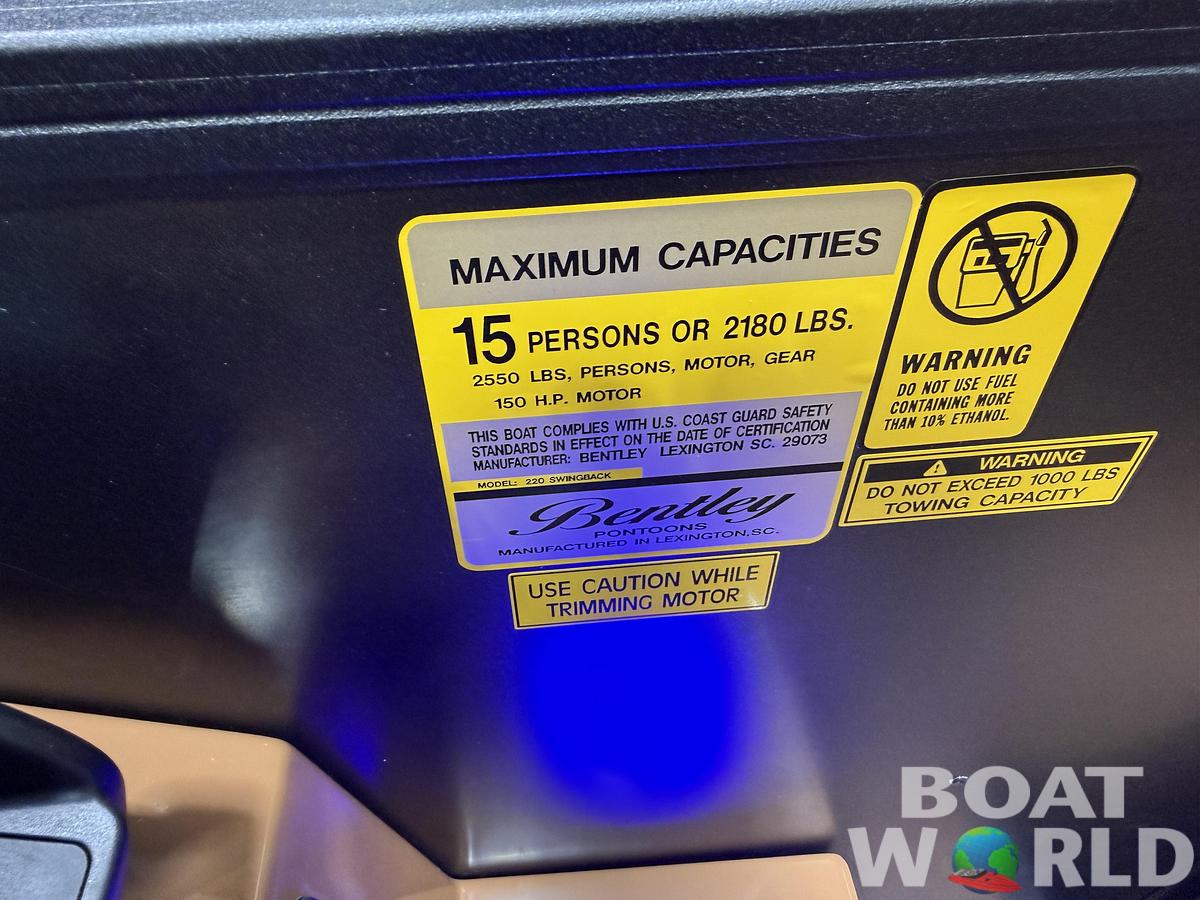 MAXIMUM CAPACITIES
15 PERSONS OR 2180 LBS.
2550 LBS, PERSONS, MOTOR, GEAR
150 H.P. MOTOR
THIS BOAT COMPLIES WITH U.S. COAST GUARD SAFETY
STANDARDS IN EFFECT ON THE DATE OF CERTIFICATION
MANUFACTURER: BENTLEY LEXINGTON SC. 29073
MODEL: 220 SWINGBACK
Bentley
PONTOONS
MANUFACTURED IN LEXINGTON,SC.
WARNING
DO NOT USE FUEL
CONTAINING MORE
THAN 10% ETHANOL.
WARNING
DO NOT EXCEED 1000 LBS
TOWING CAPACITY
USE CAUTION WHILE
TRIMMING MOTOR
BOAT
WORLD